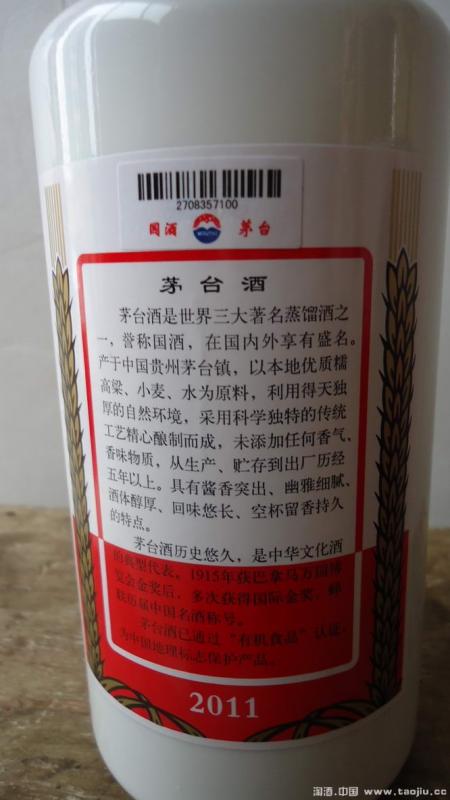 2708357100
国酒 茅台
茅台酒
茅台酒是世界三大著名蒸馏酒之
一，誉称国酒，在国内外享有盛名。
产于中国贵州茅台镇，以本地优质糯
高粱、小麦、水为原料，利用得天独
厚的自然环境，采用科学独特的传统
工艺精心酿制而成，未添加任何香气、
香味物质，从生产、贮存到出厂历经
五年以上。具有酱香突出、幽雅细腻、
酒体醇厚、回味悠长、空杯留香持久
的特点。
茅台酒历史悠久，是中华文化酒
的典型代表。1915年获巴拿马万国博
览会金奖后，多次获得国际金奖，蝉
联历届中国名酒称号。
茅台酒已通过“有机食品”认证，
为中国地理标志保护产品。
2011
淘酒.中国 www.taojiu.cc